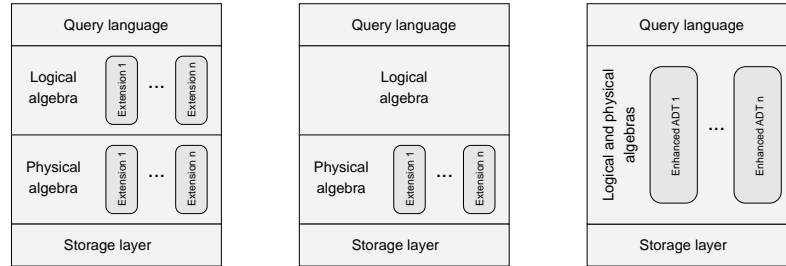 Query language
Logical
algebra
Extension 1
...
Extension n
Physical
algebra
Extension 1
...
Extension n
Storage layer
Query language
Logical
algebra
Physical
algebra
Extension 1
...
Extension n
Storage layer
Query language
Logical and physical
algebras
Enhanced ADT 1
...
Enhanced ADT n
Storage layer